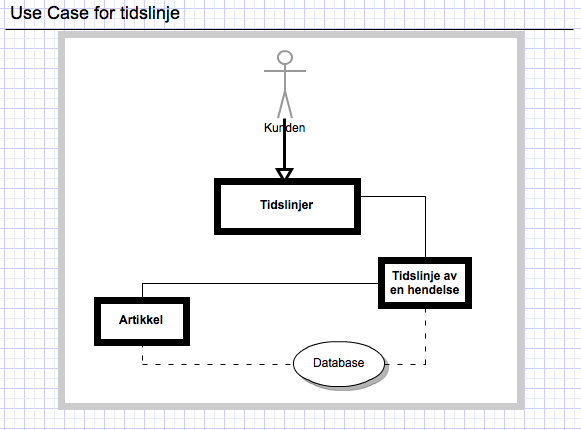 Use Case for tidslinje
Kunden
Tidslinjer
Tidslinje av
en hendelse
Artikkel
Database